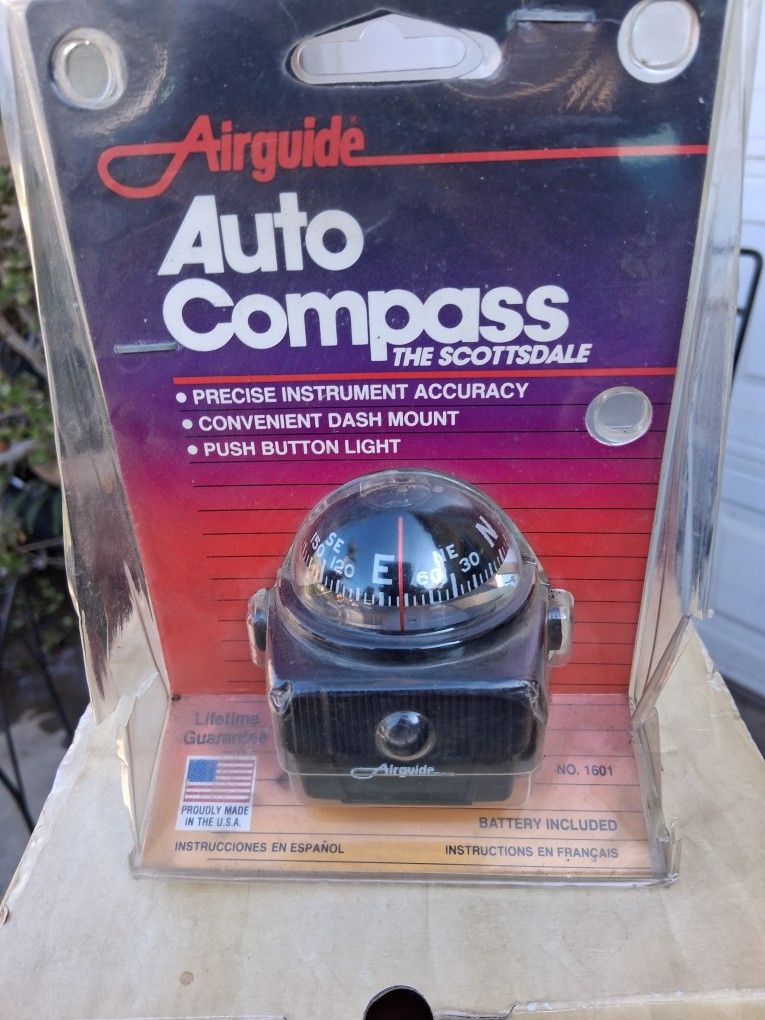 Airguide®
Auto
Compass
THE SCOTTSDALE
• PRECISE INSTRUMENT ACCURACY
• CONVENIENT DASH MOUNT
• PUSH BUTTON LIGHT
SE E NE N
150 120 60 30
Airguide
Lifetime
Guarantee
NO. 1601
PROUDLY MADE
IN THE U.S.A.
BATTERY INCLUDED
INSTRUCCIONES EN ESPAÑOL
INSTRUCTIONS EN FRANÇAIS